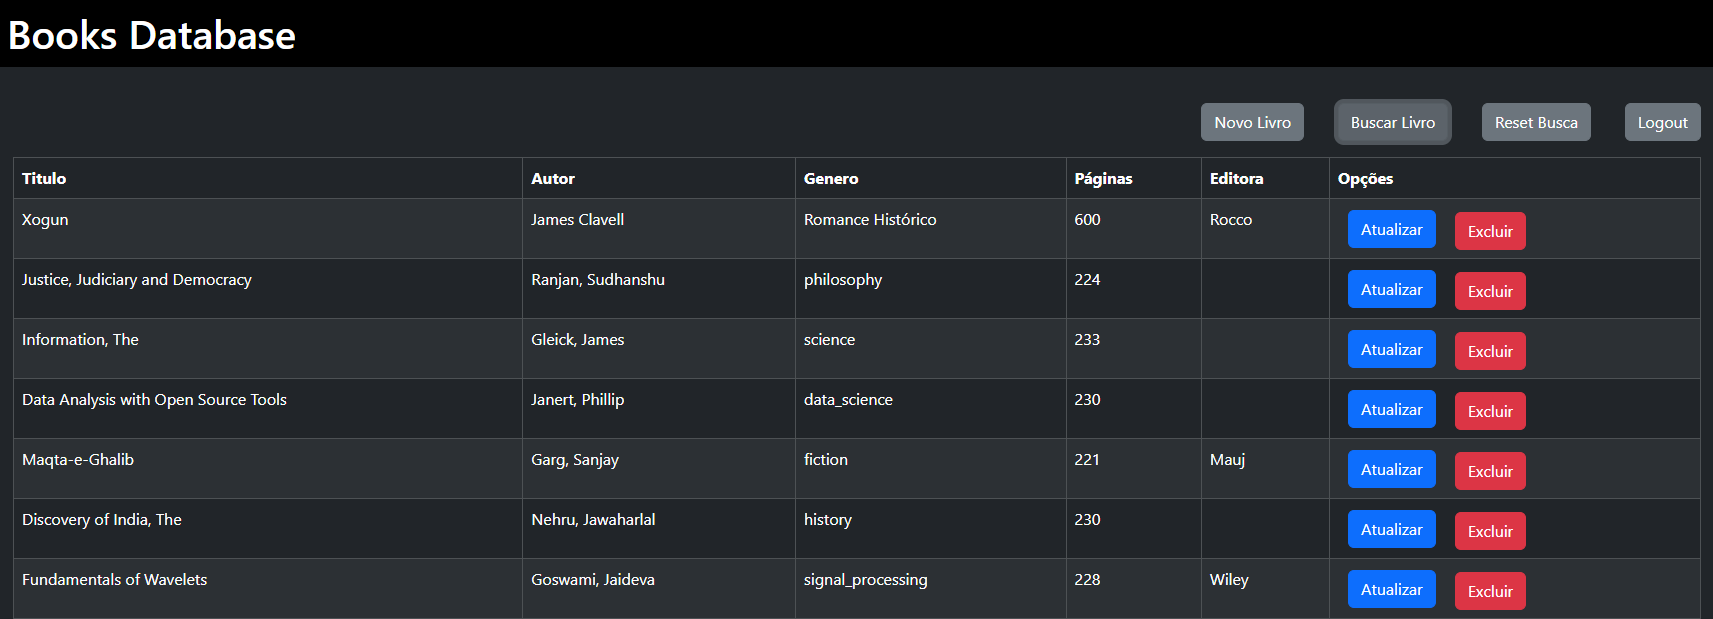 Books Database
Novo Livro Buscar Livro Reset Busca Logout
Titulo Autor Genero Páginas Editora Opções
Xogun James Clavell Romance Histórico 600 Rocco Atualizar Excluir
Justice, Judiciary and Democracy Ranjan, Sudhanshu philosophy 224 Atualizar Excluir
Information, The Gleick, James science 233 Atualizar Excluir
Data Analysis with Open Source Tools Janert, Phillip data_science 230 Atualizar Excluir
Maqta-e-Ghalib Garg, Sanjay fiction 221 Mauj Atualizar Excluir
Discovery of India, The Nehru, Jawaharlal history 230 Atualizar Excluir
Fundamentals of Wavelets Goswami, Jaideva signal_processing 228 Wiley Atualizar Excluir